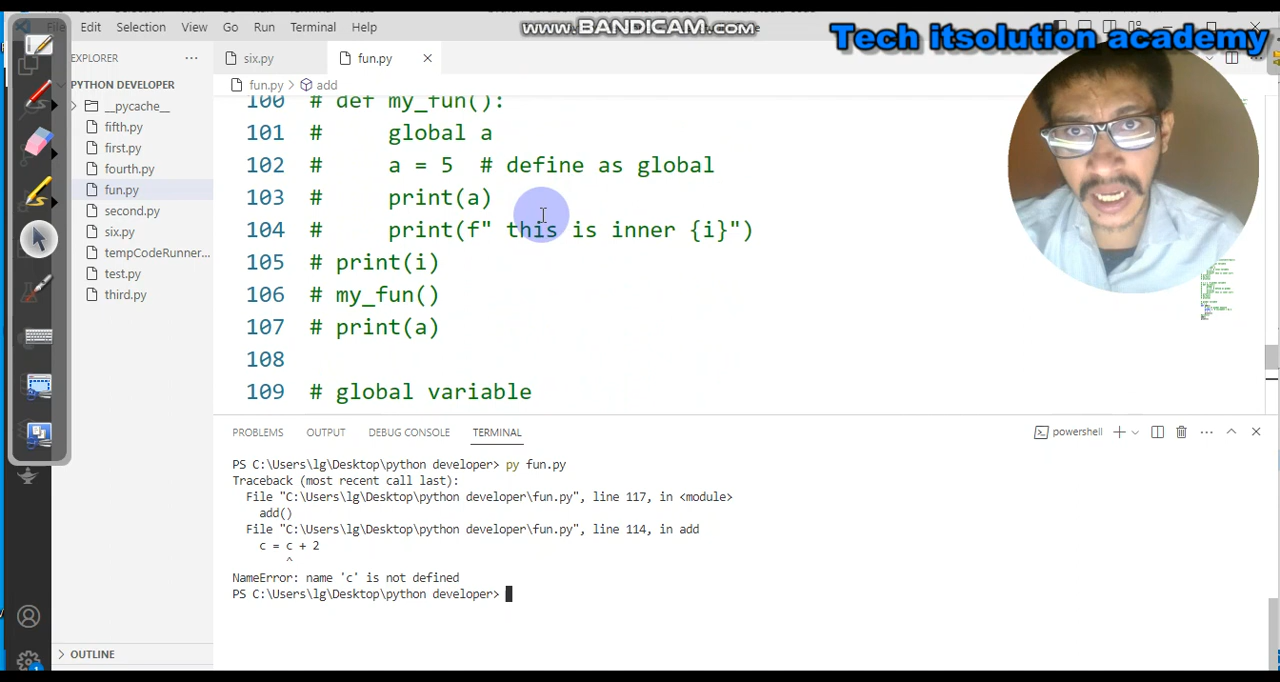 File Edit Selection View Go Run Terminal Help
www.BANDICAM.com
Tech itsolution academy
EXPLORER
six.py
fun.py
PYTHON DEVELOPER
fun.py > add
__pycache__
fifth.py
first.py
fourth.py
fun.py
second.py
six.py
tempCodeRunner...
test.py
third.py
100 # def my_fun():
101 #     global a
102 #     a = 5  # define as global
103 #     print(a)
104 #     print(f" this is inner {i}")
105 # print(i)
106 # my_fun()
107 # print(a)
108
109 # global variable
PROBLEMS OUTPUT DEBUG CONSOLE TERMINAL
powershell
PS C:\Users\lg\Desktop\python developer> py fun.py
Traceback (most recent call last):
  File "C:\Users\lg\Desktop\python developer\fun.py", line 117, in <module>
    add()
  File "C:\Users\lg\Desktop\python developer\fun.py", line 114, in add
    c = c + 2
        ^
NameError: name 'c' is not defined
PS C:\Users\lg\Desktop\python developer>
OUTLINE